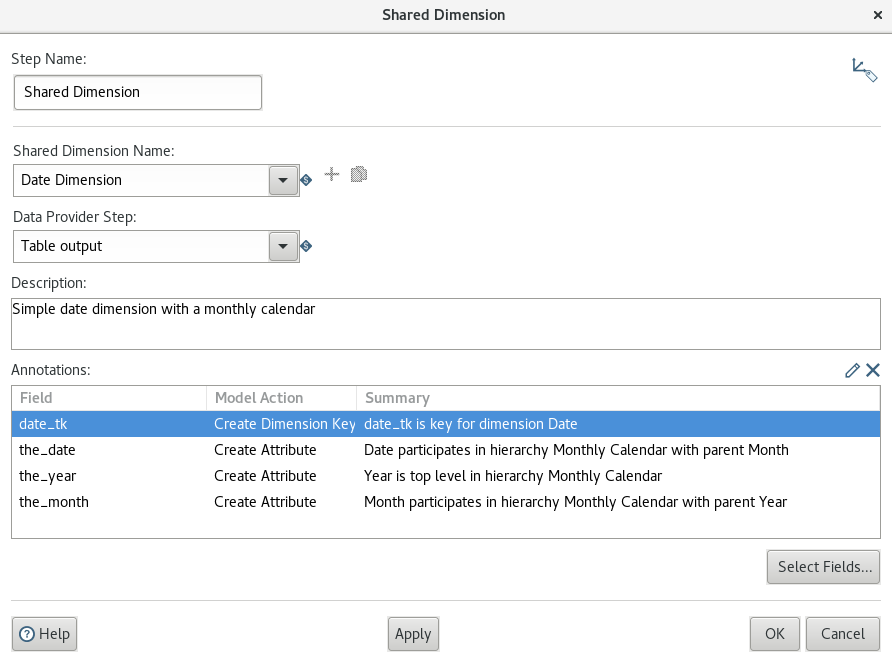 Shared Dimension
Step Name:
Shared Dimension
Shared Dimension Name:
Date Dimension
Data Provider Step:
Table output
Description:
Simple date dimension with a monthly calendar
Annotations:
Field Model Action Summary
date_tk Create Dimension Key date_tk is key for dimension Date
the_date Create Attribute Date participates in hierarchy Monthly Calendar with parent Month
the_year Create Attribute Year is top level in hierarchy Monthly Calendar
the_month Create Attribute Month participates in hierarchy Monthly Calendar with parent Year
Select Fields...
Help Apply OK Cancel